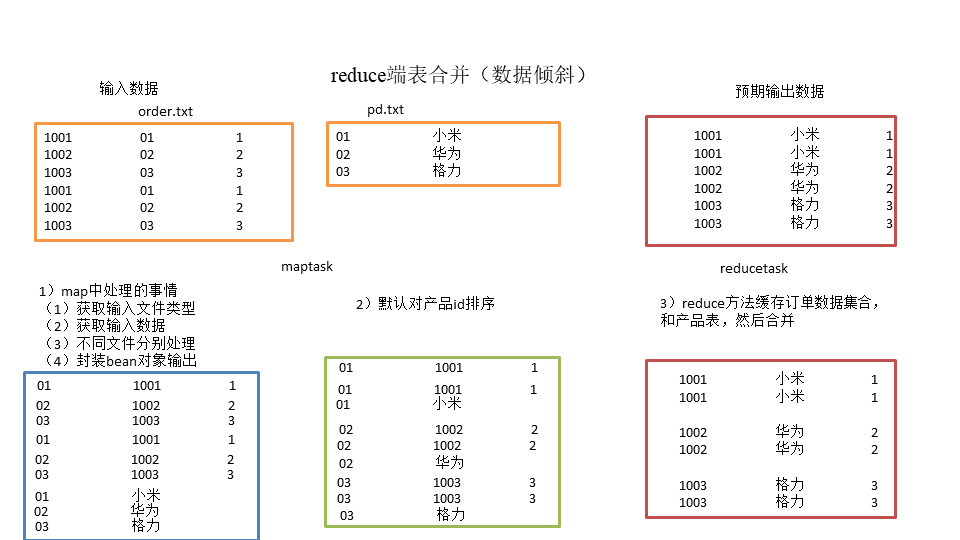 reduce端表合并（数据倾斜）
输入数据
order.txt
1001 01 1
1002 02 2
1003 03 3
1001 01 1
1002 02 2
1003 03 3
pd.txt
01 小米
02 华为
03 格力
预期输出数据
1001 小米 1
1001 小米 1
1002 华为 2
1002 华为 2
1003 格力 3
1003 格力 3
maptask
reducetask
1）map中处理的事情
（1）获取输入文件类型
（2）获取输入数据
（3）不同文件分别处理
（4）封装bean对象输出
01 1001 1
02 1002 2
03 1003 3
01 1001 1
02 1002 2
03 1003 3
01 小米
02 华为
03 格力
2）默认对产品id排序
01 1001 1
01 1001 1
01 小米
02 1002 2
02 1002 2
02 华为
03 1003 3
03 1003 3
03 格力
3）reduce方法缓存订单数据集合，
和产品表，然后合并
1001 小米 1
1001 小米 1
1002 华为 2
1002 华为 2
1003 格力 3
1003 格力 3